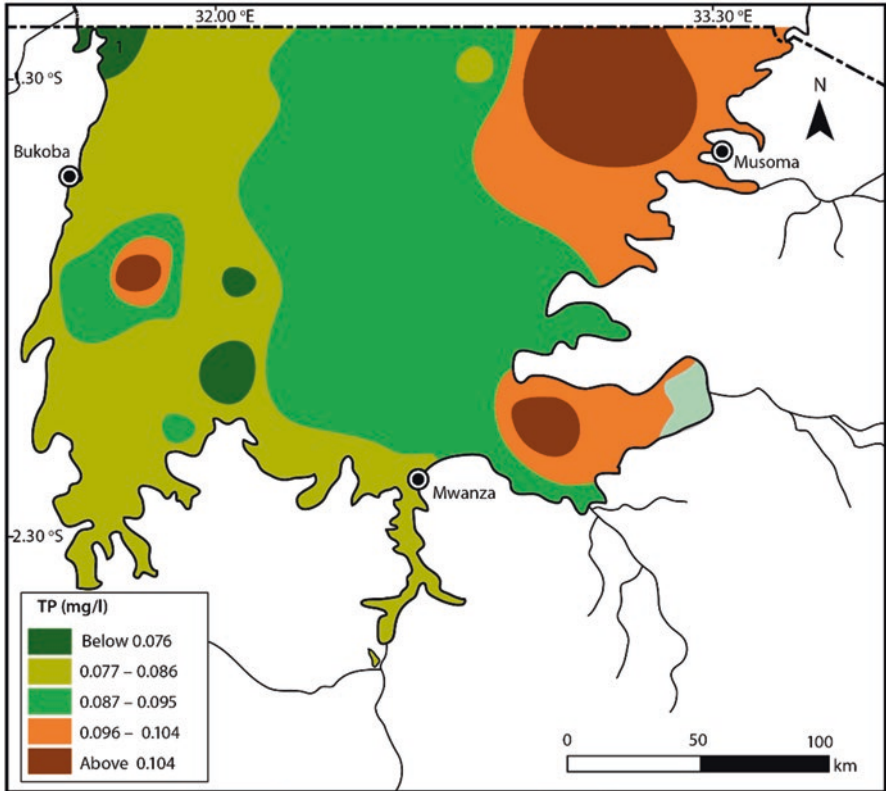 32.00 °E
33.30 °E
1
-1.30 °S
N
Bukoba
Musoma
Mwanza
-2.30 °S
TP (mg/l)
Below 0.076
0.077 – 0.086
0.087 – 0.095
0.096 – 0.104
Above 0.104
0 50 100
km